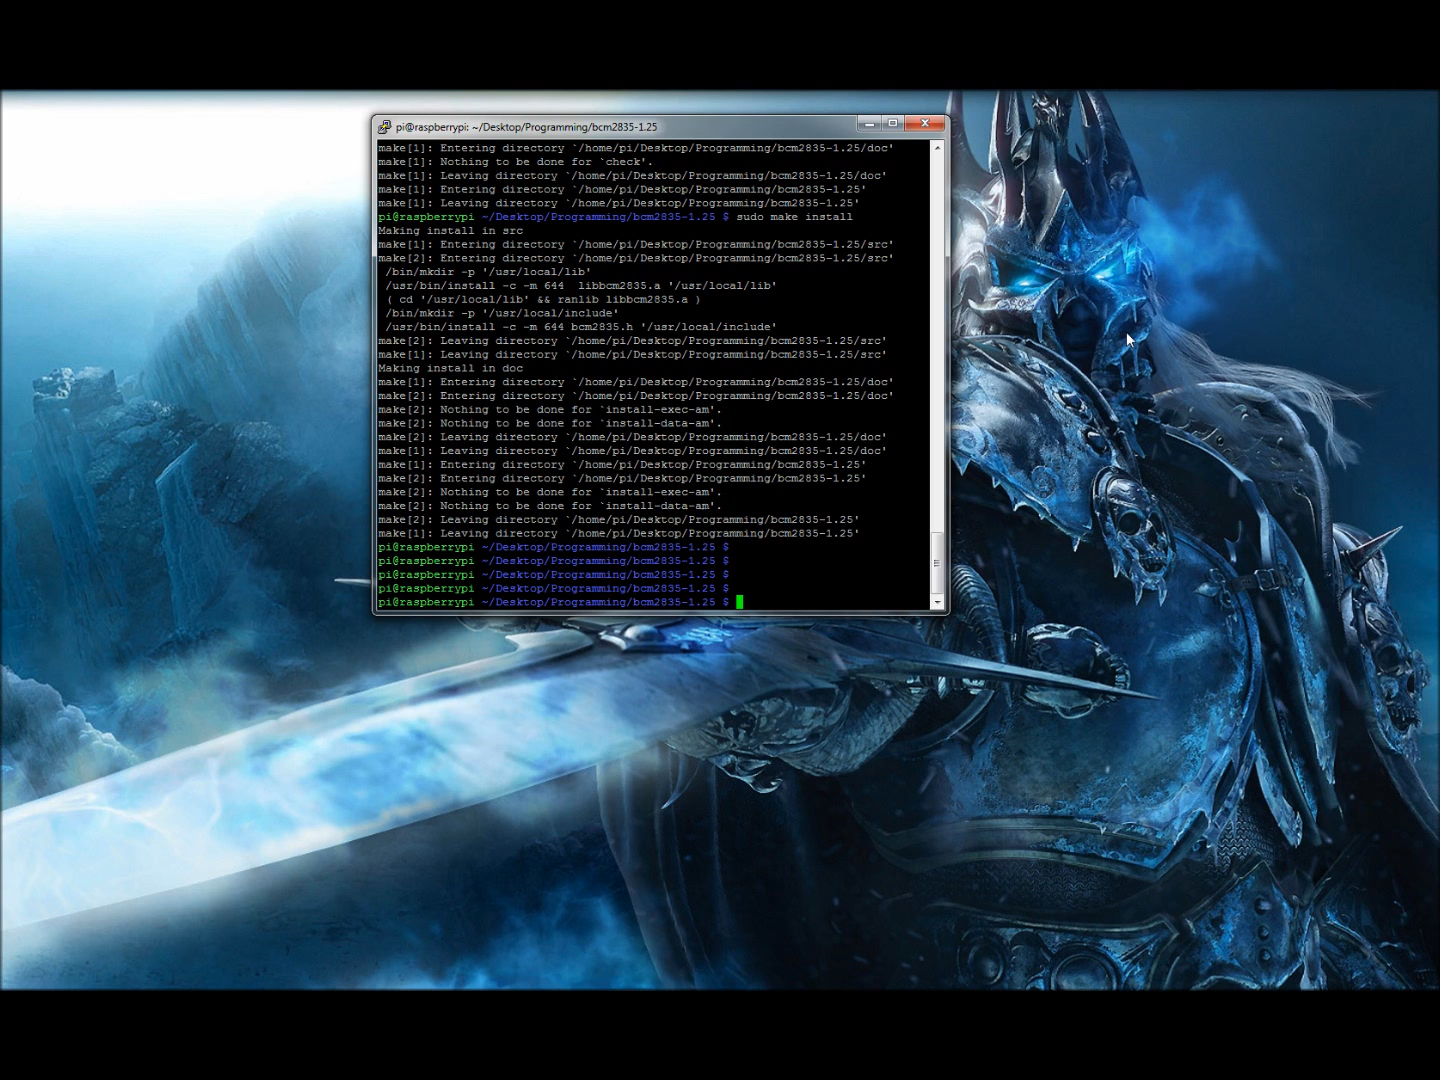 pi@raspberrypi: ~/Desktop/Programming/bcm2835-1.25
make[1]: Entering directory `/home/pi/Desktop/Programming/bcm2835-1.25/doc'
make[1]: Nothing to be done for `check'.
make[1]: Leaving directory `/home/pi/Desktop/Programming/bcm2835-1.25/doc'
make[1]: Entering directory `/home/pi/Desktop/Programming/bcm2835-1.25'
make[1]: Leaving directory `/home/pi/Desktop/Programming/bcm2835-1.25'
pi@raspberrypi ~/Desktop/Programming/bcm2835-1.25 $ sudo make install
Making install in src
make[1]: Entering directory `/home/pi/Desktop/Programming/bcm2835-1.25/src'
make[2]: Entering directory `/home/pi/Desktop/Programming/bcm2835-1.25/src'
 /bin/mkdir -p '/usr/local/lib'
 /usr/bin/install -c -m 644  libbcm2835.a '/usr/local/lib'
 ( cd '/usr/local/lib' && ranlib libbcm2835.a )
 /bin/mkdir -p '/usr/local/include'
 /usr/bin/install -c -m 644 bcm2835.h '/usr/local/include'
make[2]: Leaving directory `/home/pi/Desktop/Programming/bcm2835-1.25/src'
make[1]: Leaving directory `/home/pi/Desktop/Programming/bcm2835-1.25/src'
Making install in doc
make[1]: Entering directory `/home/pi/Desktop/Programming/bcm2835-1.25/doc'
make[2]: Entering directory `/home/pi/Desktop/Programming/bcm2835-1.25/doc'
make[2]: Nothing to be done for `install-exec-am'.
make[2]: Nothing to be done for `install-data-am'.
make[2]: Leaving directory `/home/pi/Desktop/Programming/bcm2835-1.25/doc'
make[1]: Leaving directory `/home/pi/Desktop/Programming/bcm2835-1.25/doc'
make[1]: Entering directory `/home/pi/Desktop/Programming/bcm2835-1.25'
make[2]: Entering directory `/home/pi/Desktop/Programming/bcm2835-1.25'
make[2]: Nothing to be done for `install-exec-am'.
make[2]: Nothing to be done for `install-data-am'.
make[2]: Leaving directory `/home/pi/Desktop/Programming/bcm2835-1.25'
make[1]: Leaving directory `/home/pi/Desktop/Programming/bcm2835-1.25'
pi@raspberrypi ~/Desktop/Programming/bcm2835-1.25 $
pi@raspberrypi ~/Desktop/Programming/bcm2835-1.25 $
pi@raspberrypi ~/Desktop/Programming/bcm2835-1.25 $
pi@raspberrypi ~/Desktop/Programming/bcm2835-1.25 $
pi@raspberrypi ~/Desktop/Programming/bcm2835-1.25 $